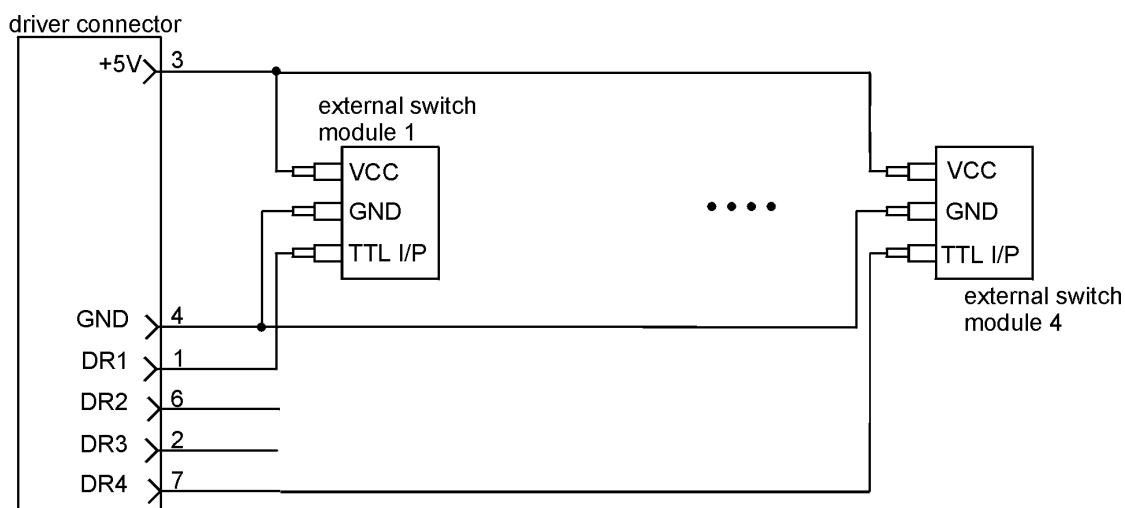 driver connector
+5V 3
external switch
module 1
VCC
GND
TTL I/P
VCC
GND
TTL I/P
external switch
module 4
GND 4
DR1 1
DR2 6
DR3 2
DR4 7